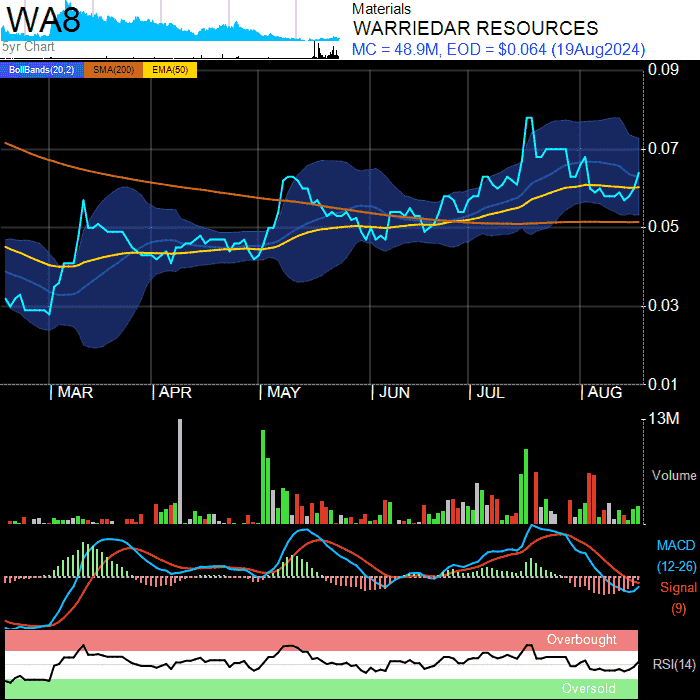 WA8
5yr Chart
Materials
WARRIEDAR RESOURCES
MC = 48.9M, EOD = $0.064 (19Aug2024)
BollBands(20,2) SMA(200) EMA(50)
0.09
0.07
0.05
0.03
0.01
MAR APR MAY JUN JUL AUG
13M
Volume
MACD
(12-26)
Signal
(9)
Overbought
RSI(14)
Oversold